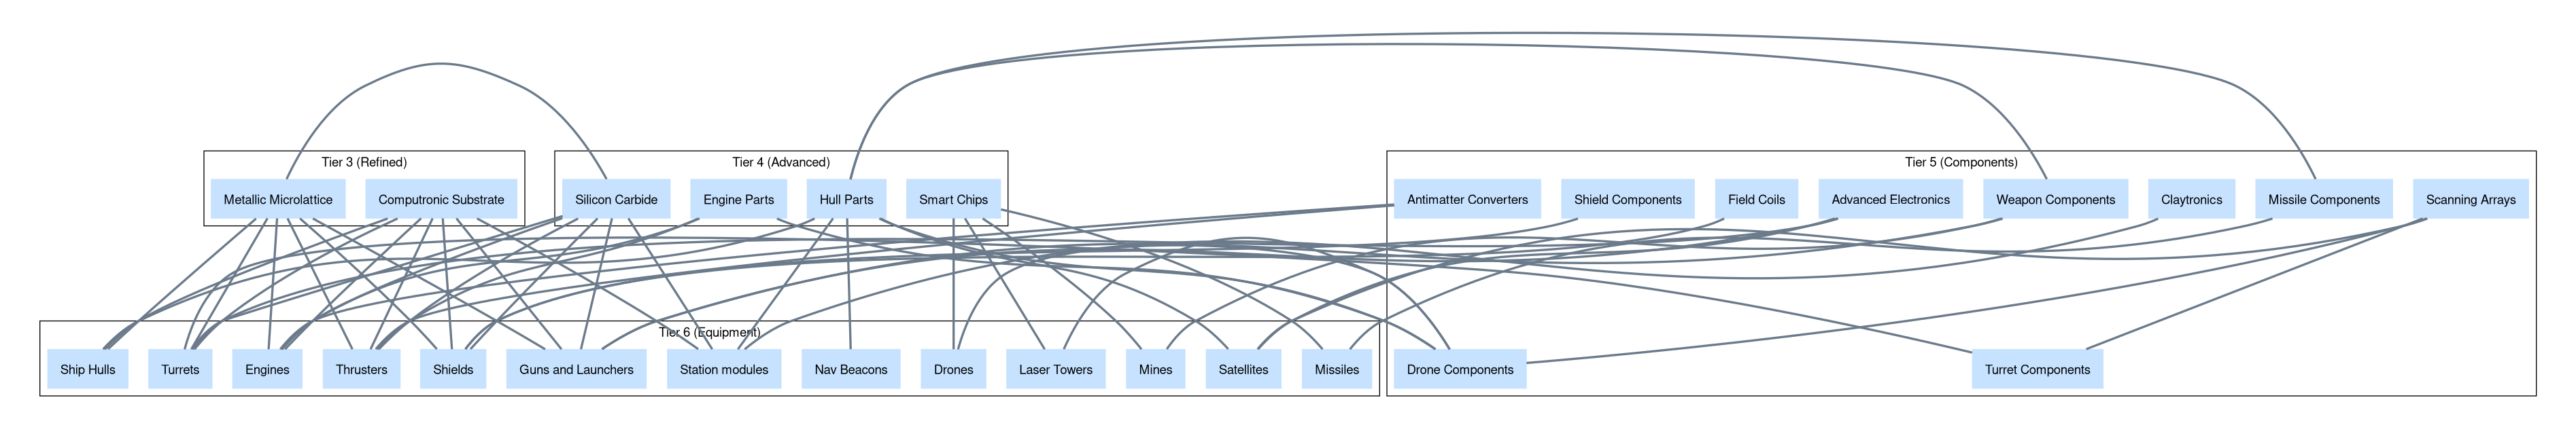 Tier 3 (Refined)
Tier 4 (Advanced)
Tier 5 (Components)
Metallic Microlattice
Computronic Substrate
Silicon Carbide
Engine Parts
Hull Parts
Smart Chips
Antimatter Converters
Shield Components
Field Coils
Advanced Electronics
Weapon Components
Claytronics
Missile Components
Scanning Arrays
Tier 6 (Equipment)
Ship Hulls
Turrets
Engines
Thrusters
Shields
Guns and Launchers
Station modules
Nav Beacons
Drones
Laser Towers
Mines
Satellites
Missiles
Drone Components
Turret Components